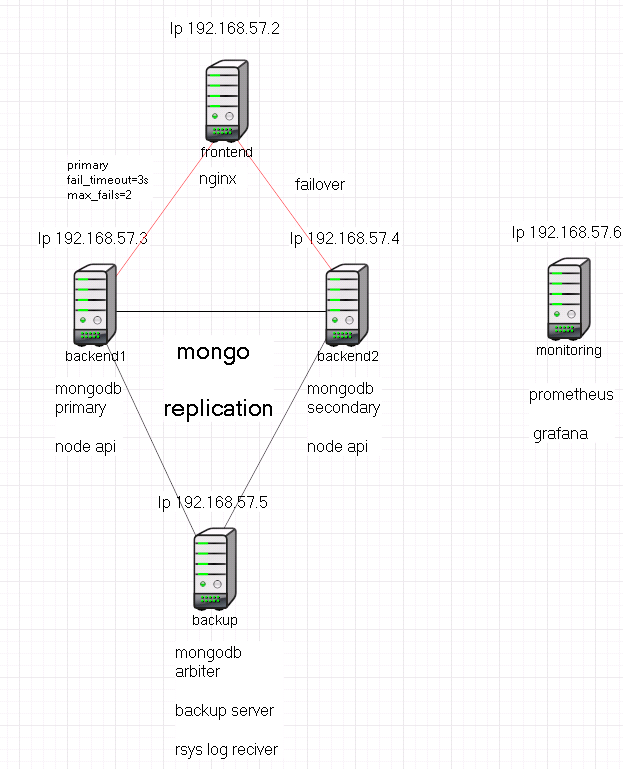 Ip 192.168.57.2
frontend
nginx
primary
fail_timeout=3s
max_fails=2
failover
Ip 192.168.57.3
Ip 192.168.57.4
Ip 192.168.57.6
backend1
backend2
monitoring
mongo
replication
mongodb
primary
node api
mongodb
secondary
node api
prometheus
grafana
Ip 192.168.57.5
backup
mongodb
arbiter
backup server
rsys log reciver